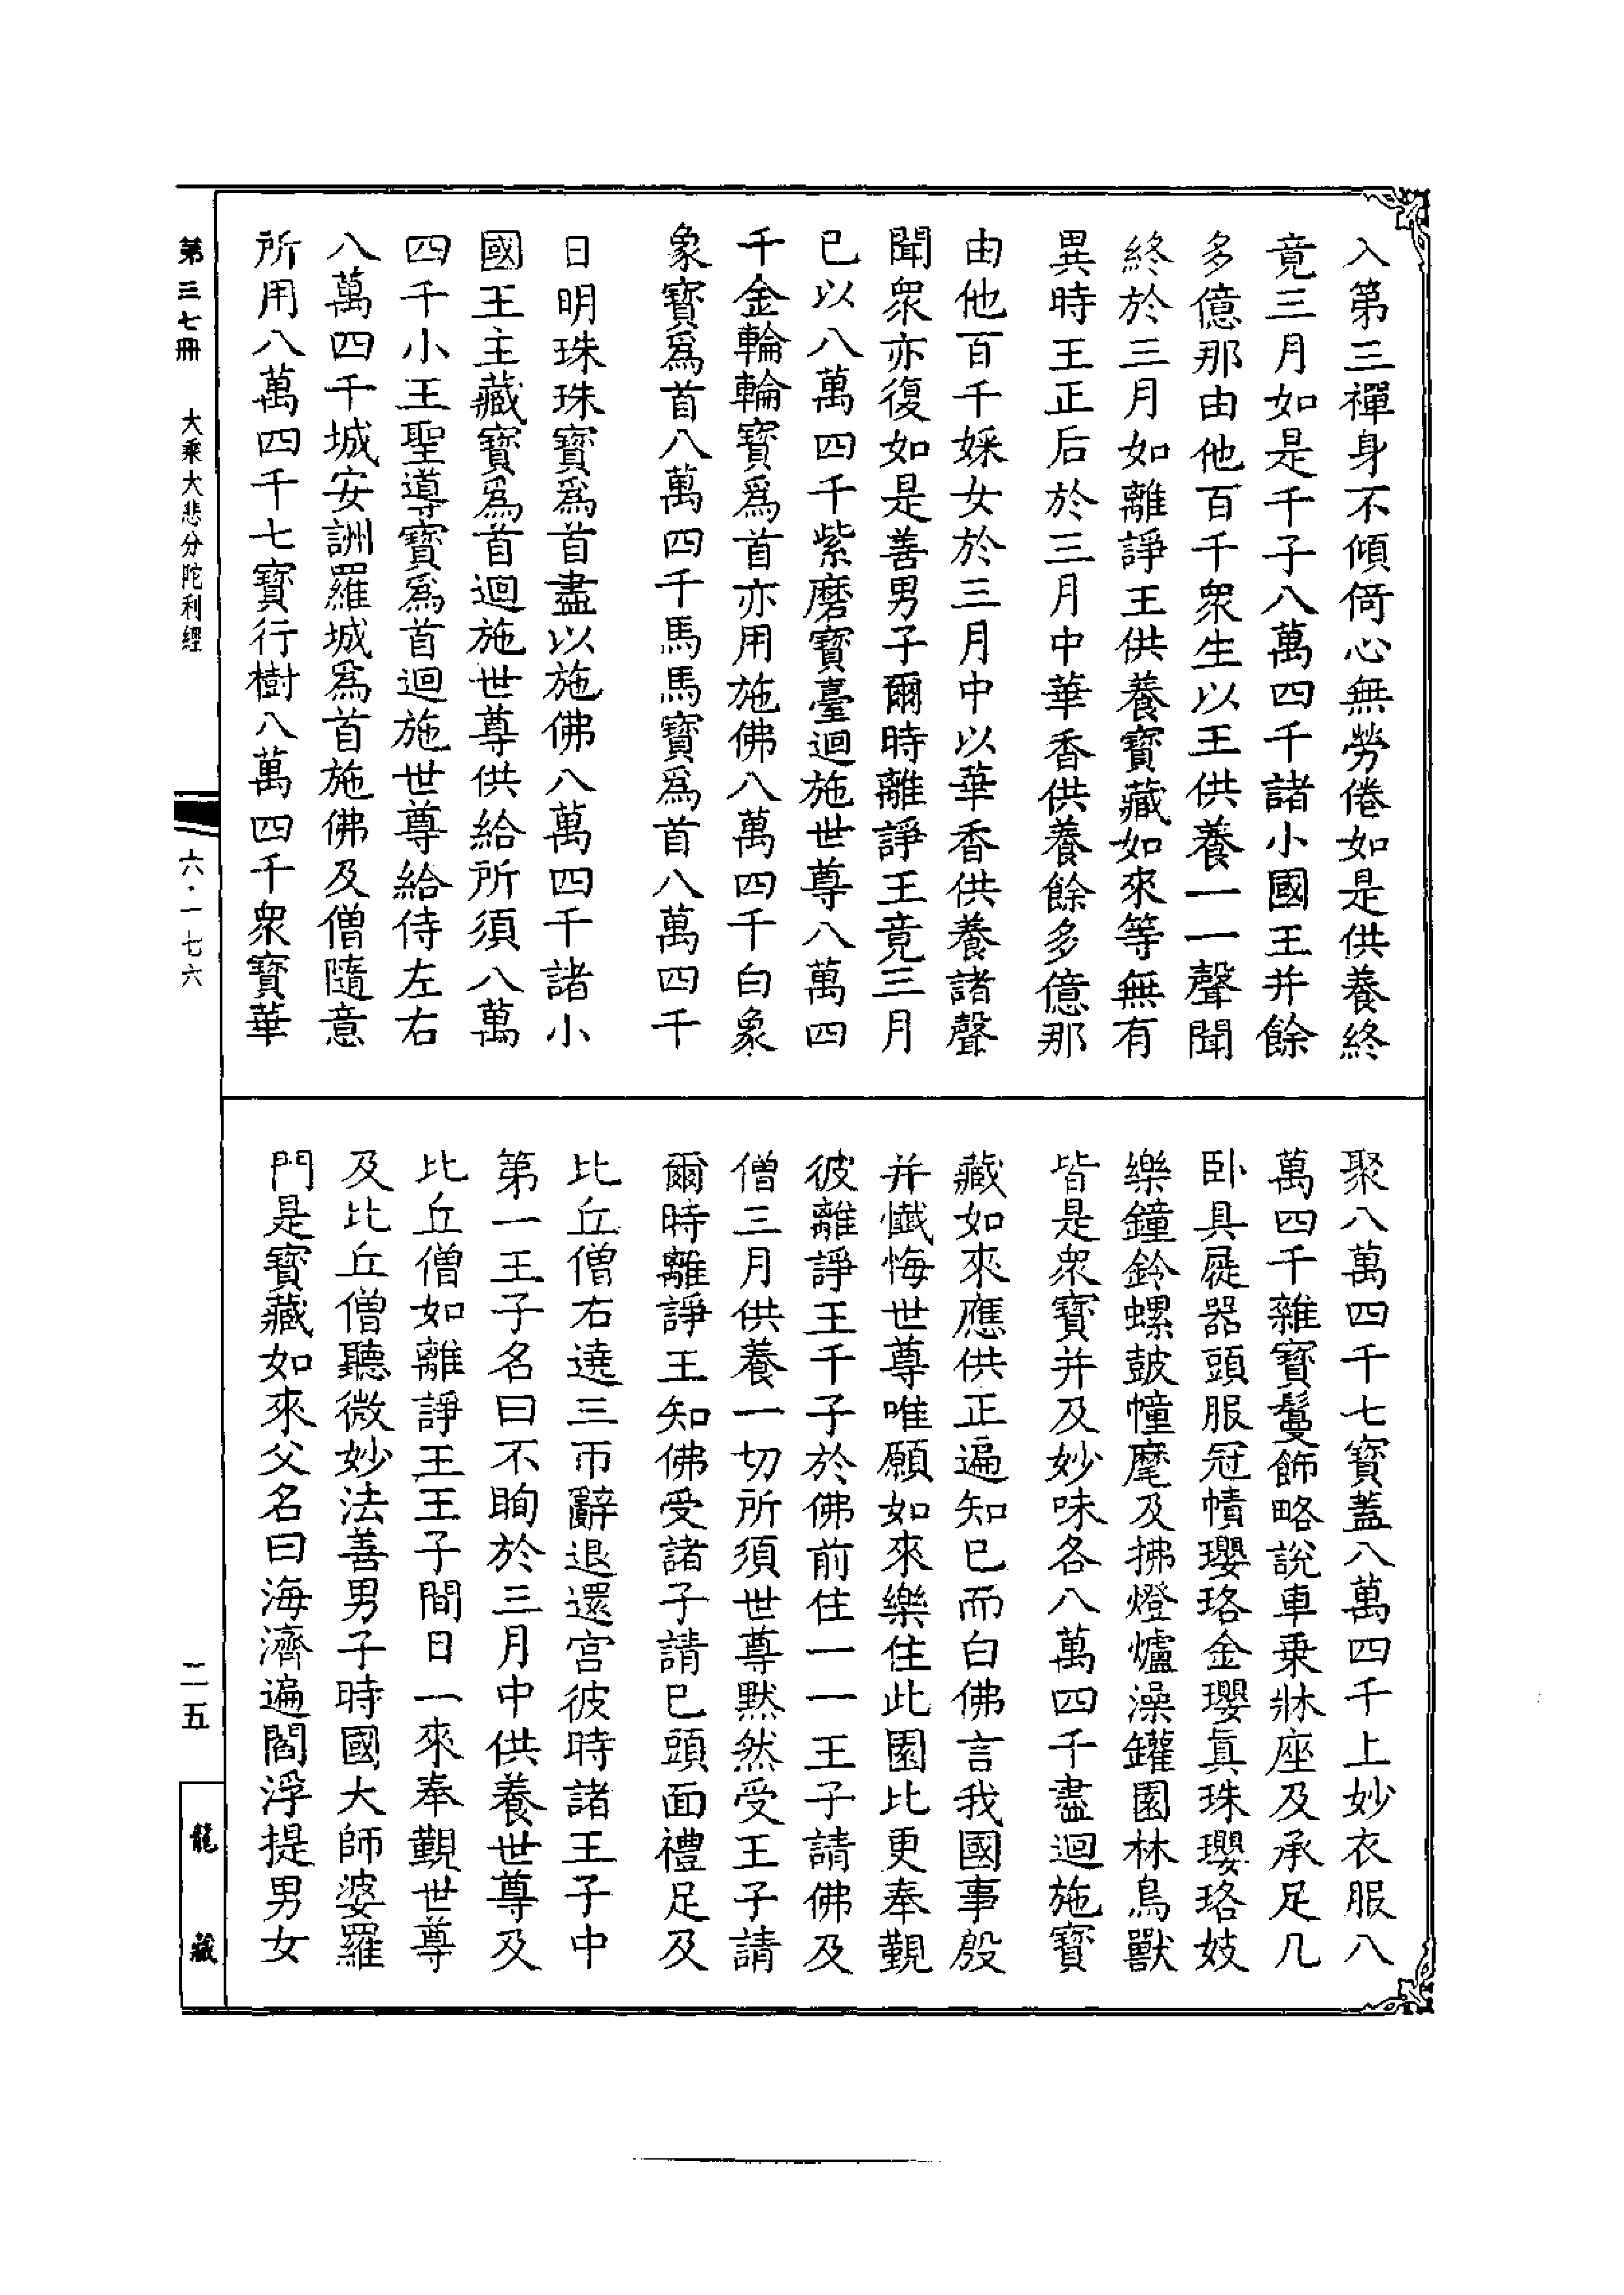 入第三禪身不傾倚心無勞倦如是供養終
竟三月如是千子八萬四千諸小國王并餘
多億那由他百千衆生以王供養一一聲聞
終於三月如離諍王供養寶藏如來等無有
異時王正后於三月中華香供養餘多億那
由他百千婇女於三月中以華香供養諸聲
聞衆亦復如是善男子爾時離諍王竟三月
已以八萬四千紫磨寶臺迴施世尊八萬四
千金輪輪寶爲首亦用施佛八萬四千白象
象寶爲首八萬四千馬馬寶爲首八萬四千
日明珠珠寶爲首盡以施佛八萬四千諸小
國王主藏寶爲首迴施世尊供給所須八萬
四千小王聖導寶爲首迴施世尊給侍左右
八萬四千城安訓羅城爲首施佛及僧隨意
所用八萬四千七寶行樹八萬四千衆寶華
聚八萬四千七寶蓋八萬四千上妙衣服八
萬四千雜寶鬘飾略說車乗牀座及承足几
卧具屣器頭服冠幘瓔珞金瓔真珠瓔珞妓
樂鐘鈴螺鼓幢麾及拂燈爐澡罐園林鳥獸
皆是衆寶并及妙味各八萬四千盡迴施寶
藏如來應供正遍知已而白佛言我國事殷
并懺悔世尊唯願如來樂住此園比更奉覲
彼離諍王千子於佛前住一一王子請佛及
僧三月供養一切所須世尊默然受王子請
爾時離諍王知佛受諸子請已頭面禮足及
比丘僧右遶三帀辭退還宫彼時諸王子中
第一王子名曰不眴於三月中供養世尊及
比丘僧如離諍王王子間日一來奉覲世尊
及比丘僧聽微妙法善男子時國大師婆羅
門是寶藏如來父名曰海濟遍閻浮提男女
第三七冊 大乘大悲分陀利經
六·一七六
二五
龍藏